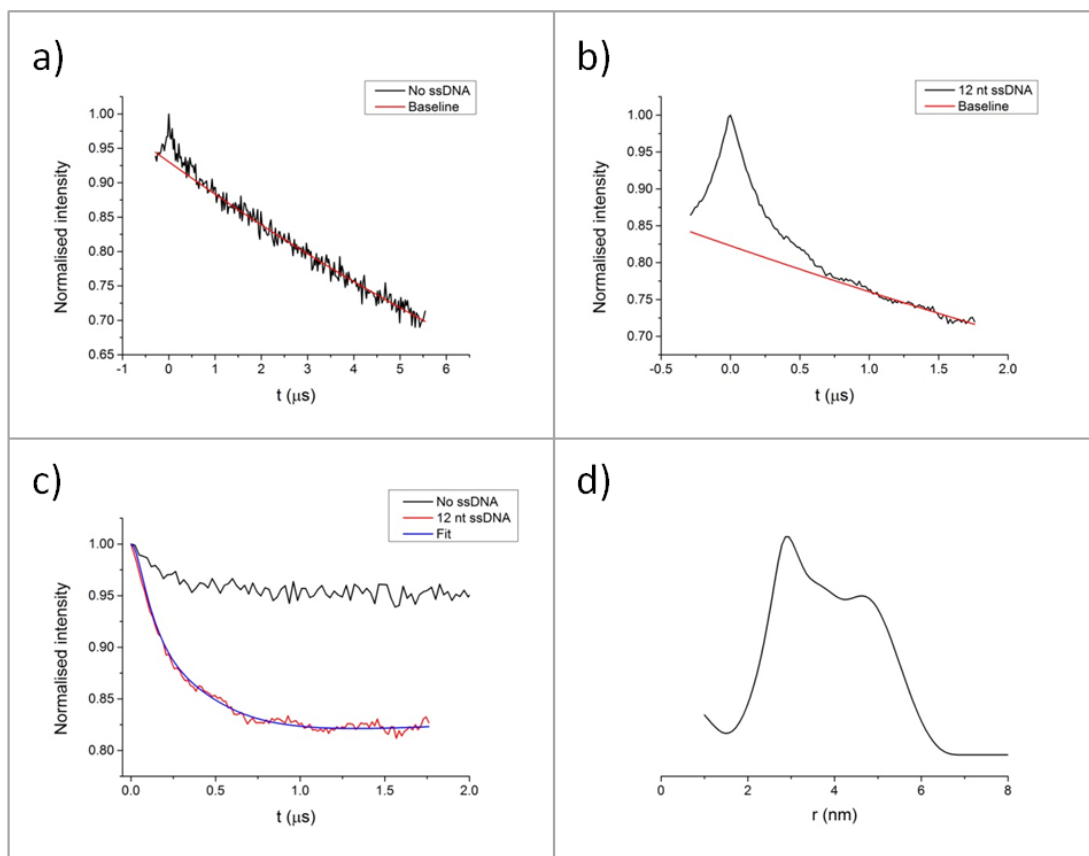 a)
No ssDNA
Baseline
1.00
0.95
0.90
0.85
0.80
0.75
0.70
0.65
Normalised intensity
-1 0 1 2 3 4 5 6
t (μs)
b)
12 nt ssDNA
Baseline
1.00
0.95
0.90
0.85
0.80
0.75
0.70
Normalised intensity
-0.5 0.0 0.5 1.0 1.5 2.0
t (μs)
c)
No ssDNA
12 nt ssDNA
Fit
1.00
0.95
0.90
0.85
0.80
Normalised intensity
0.0 0.5 1.0 1.5 2.0
t (μs)
d)
0 2 4 6 8
r (nm)